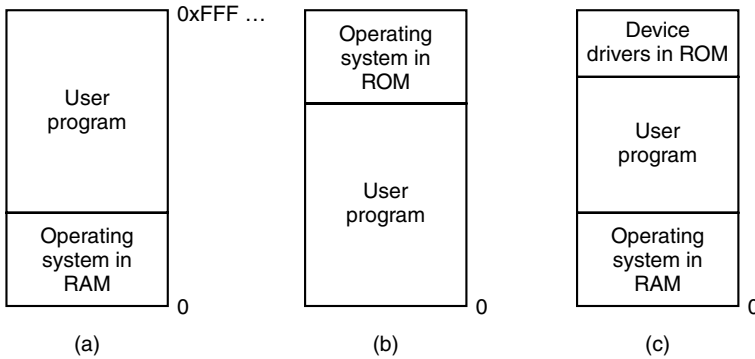 0xFFF …
User
program
Operating
system in
RAM
0
(a)
Operating
system in
ROM
User
program
0
(b)
Device
drivers in ROM
User
program
Operating
system in
RAM
0
(c)